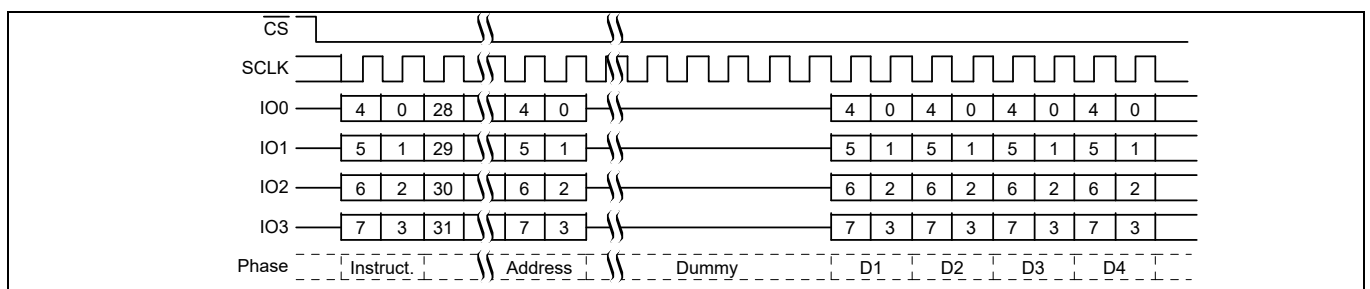 CS
SCLK
IO0 4 0 28 4 0 4 0 4 0 4 0 4 0
IO1 5 1 29 5 1 5 1 5 1 5 1 5 1
IO2 6 2 30 6 2 6 2 6 2 6 2 6 2
IO3 7 3 31 7 3 7 3 7 3 7 3 7 3
Phase Instruct. Address Dummy D1 D2 D3 D4